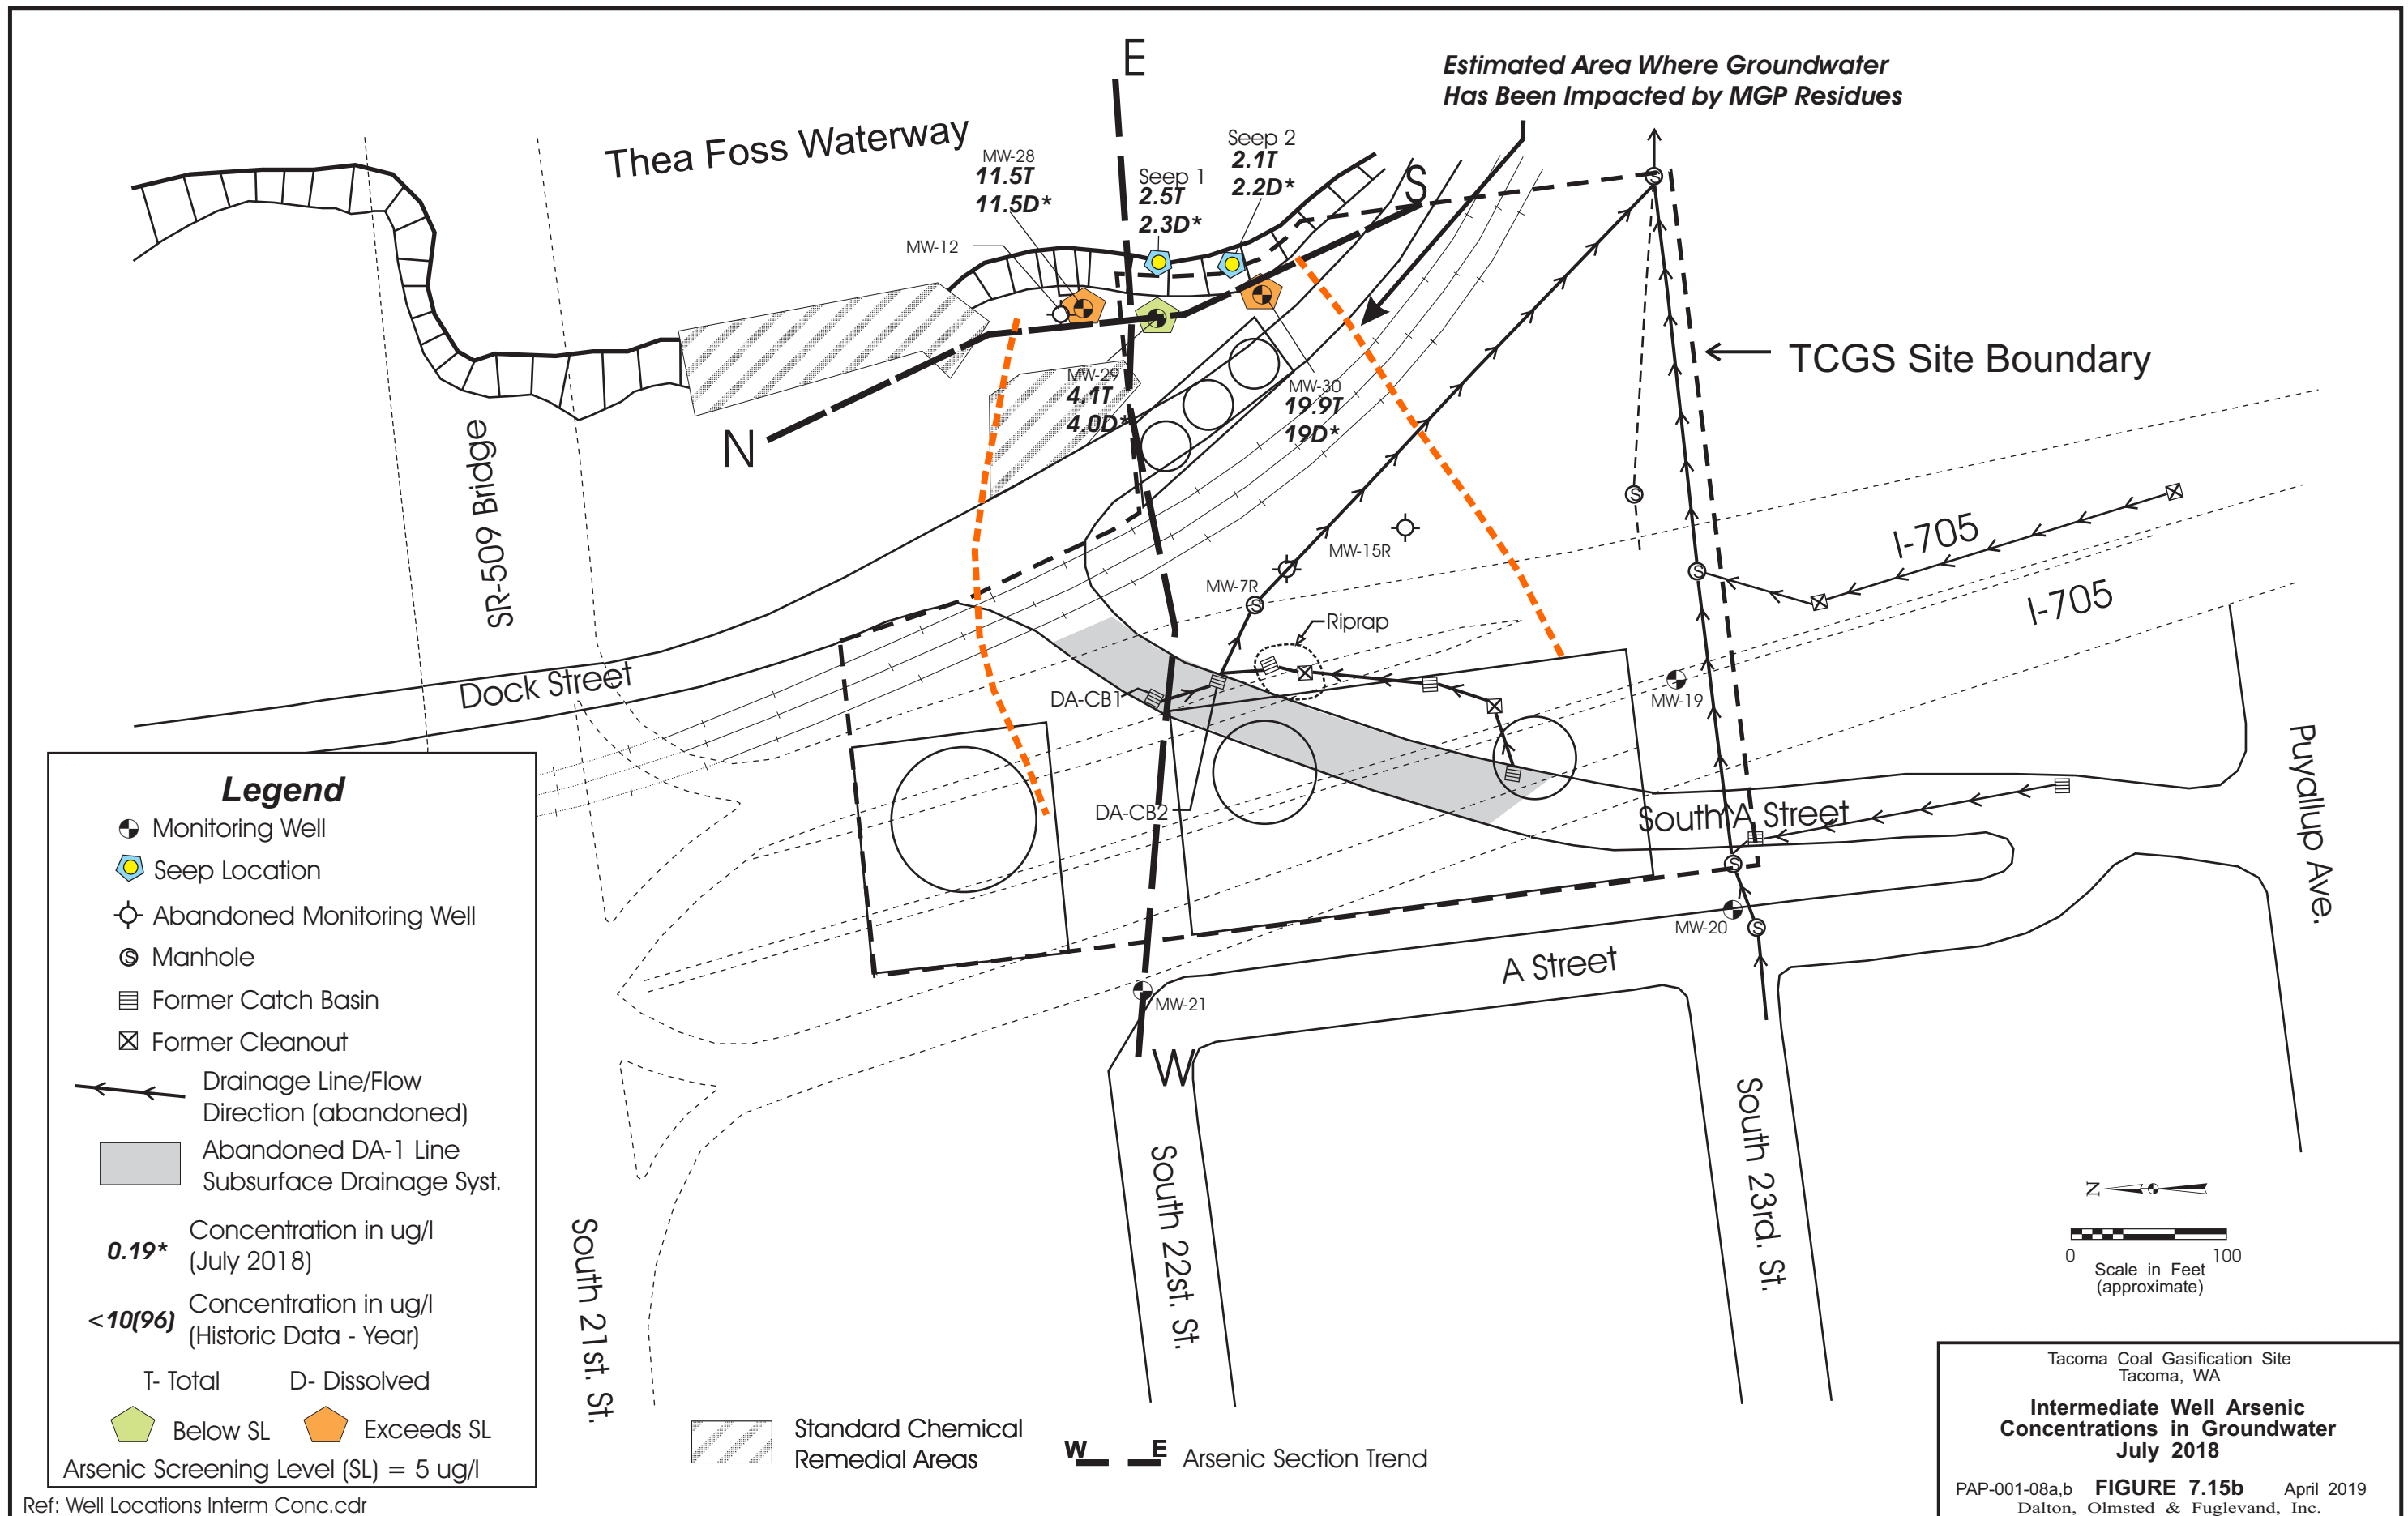 E
Estimated Area Where Groundwater
Has Been Impacted by MGP Residues
Thea Foss Waterway
MW-28
11.5T
11.5D*
Seep 1
2.5T
2.3D*
Seep 2
2.1T
2.2D*
S
MW-12
TCGS Site Boundary
MW-29
4.1T
4.0D*
MW-30
19.9T
19D*
N
SR-509 Bridge
MW-15R
MW-7R
I-705
I-705
Riprap
Dock Street
DA-CB1
MW-19
DA-CB2
South A Street
Puyallup Ave.
MW-20
A Street
MW-21
W
South 21st. St.
South 22st. St.
South 23rd. St.
Legend
Monitoring Well
Seep Location
Abandoned Monitoring Well
S Manhole
Former Catch Basin
Former Cleanout
Drainage Line/Flow
Direction (abandoned)
Abandoned DA-1 Line
Subsurface Drainage Syst.
0.19* Concentration in ug/l
(July 2018)
<10(96) Concentration in ug/l
(Historic Data - Year)
T- Total D- Dissolved
Below SL Exceeds SL
Arsenic Screening Level (SL) = 5 ug/l
Ref: Well Locations Interm Conc.cdr
Standard Chemical
Remedial Areas
W E Arsenic Section Trend
N
0 100
Scale in Feet
(approximate)
Tacoma Coal Gasification Site
Tacoma, WA
Intermediate Well Arsenic
Concentrations in Groundwater
July 2018
PAP-001-08a,b FIGURE 7.15b April 2019
Dalton, Olmsted & Fuglevand, Inc.